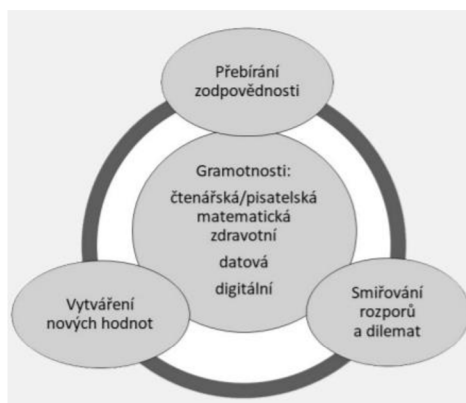 Přebírání
zodpovědnosti
Gramotnosti:
čtenářská/pisatelská
matematická
zdravotní
datová
digitální
Vytváření
nových hodnot
Smiřování
rozporů
a dilemat